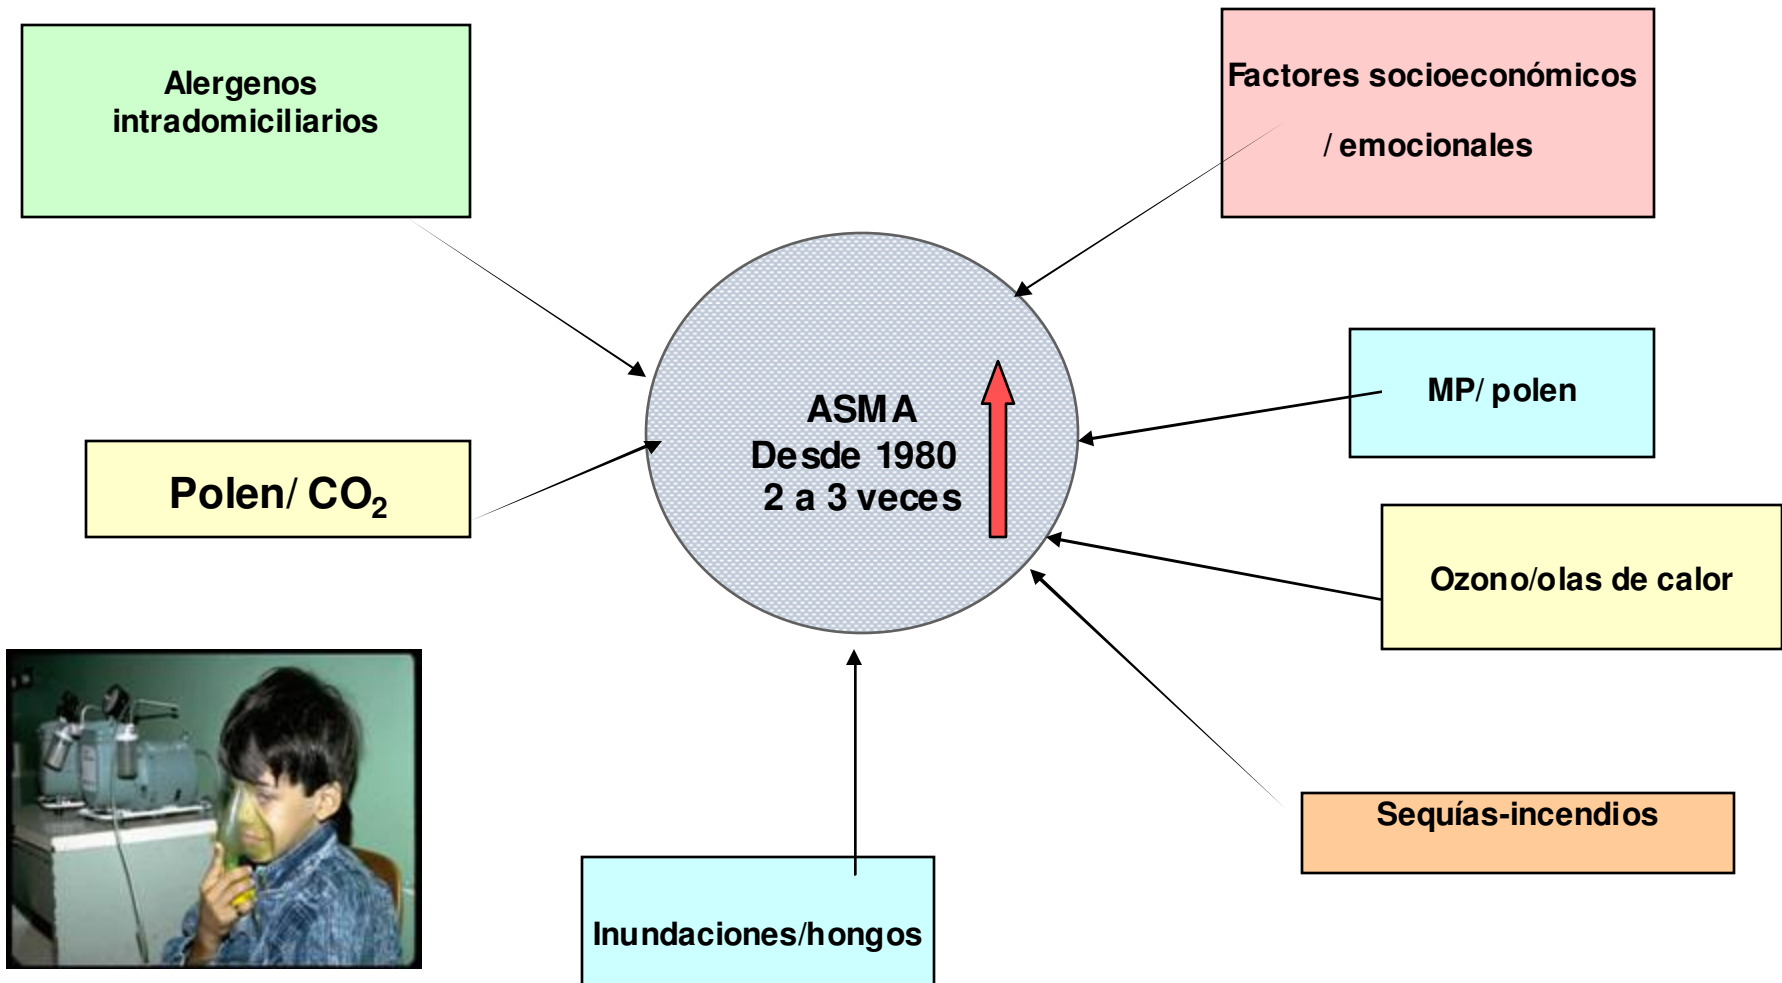 Alergenos
intradomiciliarios
Factores socioeconómicos
/ emocionales
MP/ polen
ASMA
Desde 1980
2 a 3 veces
Polen/ CO₂
Ozono/olas de calor
Sequías-incendios
Inundaciones/hongos